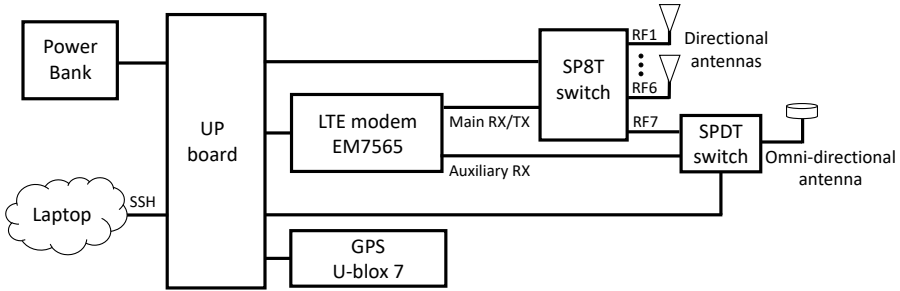 Power
Bank
UP
board
Laptop
SSH
LTE modem
EM7565
GPS
U-blox 7
Main RX/TX
Auxiliary RX
SP8T
switch
RF1
RF6
RF7
Directional
antennas
SPDT
switch
Omni-directional
antenna